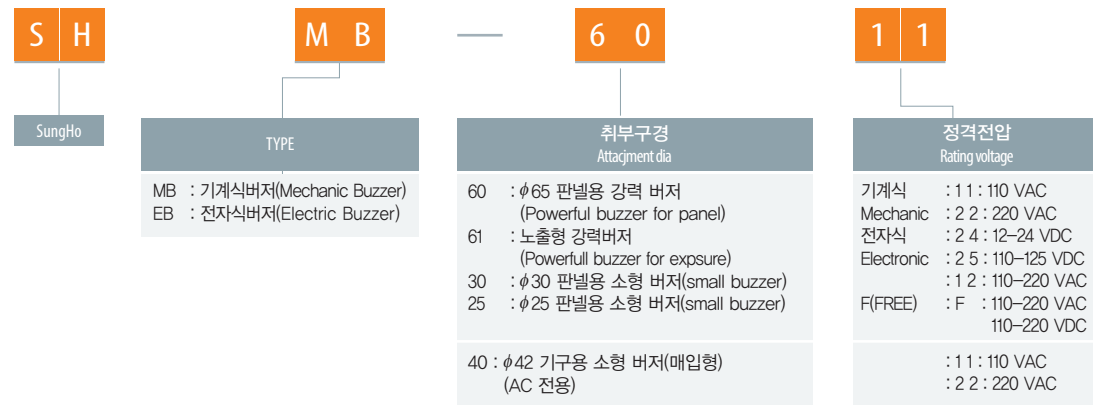 S H M B — 6 0 1 1
SungHo
TYPE
취부구경
Attacjment dia
정격전압
Rating voltage
MB : 기계식버저(Mechanic Buzzer)
EB : 전자식버저(Electric Buzzer)
60 : ϕ65 판넬용 강력 버저
(Powerful buzzer for panel)
61 : 노출형 강력버저
(Powerfull buzzer for expsure)
30 : ϕ30 판넬용 소형 버저(small buzzer)
25 : ϕ25 판넬용 소형 버저(small buzzer)
40 : ϕ42 기구용 소형 버저(매입형)
(AC 전용)
기계식 : 1 1 : 110 VAC
Mechanic : 2 2 : 220 VAC
전자식 : 2 4 : 12–24 VDC
Electronic : 2 5 : 110–125 VDC
: 1 2 : 110–220 VAC
F(FREE) : F : 110–220 VAC
110–220 VDC
: 1 1 : 110 VAC
: 2 2 : 220 VAC